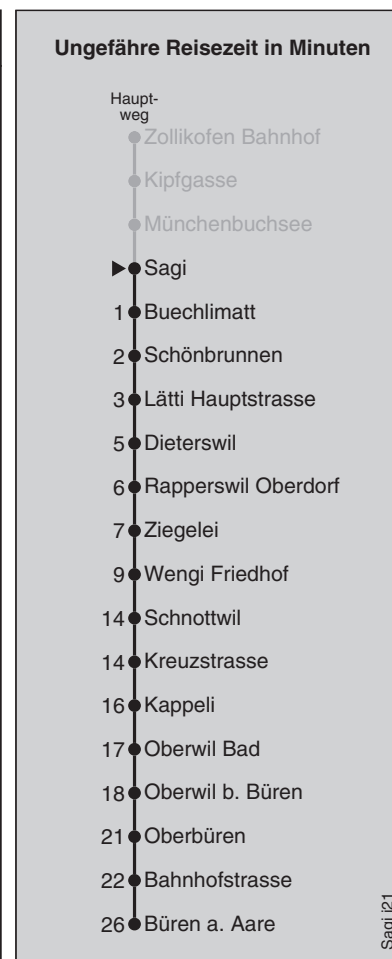 Ungefähre Reisezeit in Minuten
Haupt-
weg
Zollikofen Bahnhof
Kipfgasse
Münchenbuchsee
Sagi
1 Buechlimatt
2 Schönbrunnen
3 Lätti Hauptstrasse
5 Dieterswil
6 Rapperswil Oberdorf
7 Ziegelei
9 Wengi Friedhof
14 Schnottwil
14 Kreuzstrasse
16 Kappeli
17 Oberwil Bad
18 Oberwil b. Büren
21 Oberbüren
22 Bahnhofstrasse
26 Büren a. Aare
Sagi j21